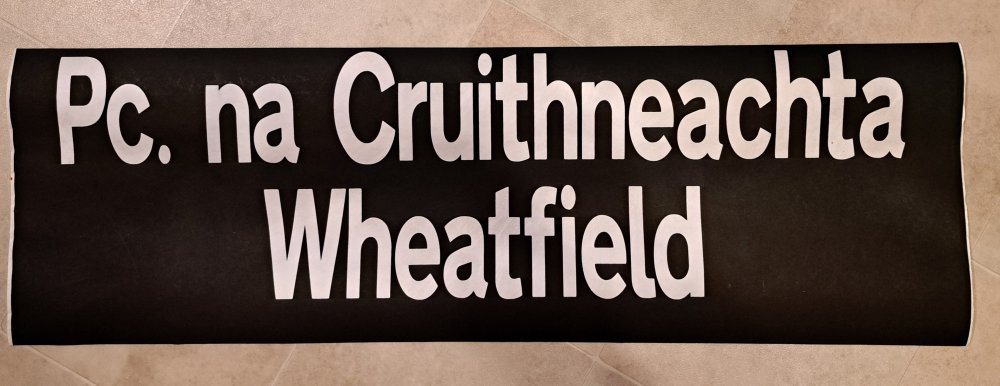 Pc. na Cruithneachta
Wheatfield